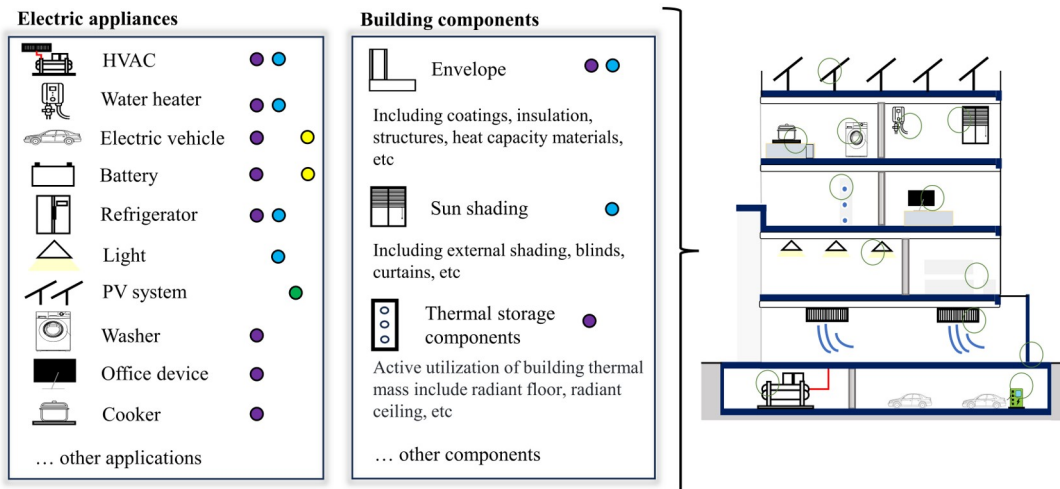 Electric appliances
HVAC
Water heater
Electric vehicle
Battery
Refrigerator
Light
PV system
Washer
Office device
Cooker
… other applications
Building components
Envelope
Including coatings, insulation,
structures, heat capacity materials,
etc
Sun shading
Including external shading, blinds,
curtains, etc
Thermal storage
components
Active utilization of building thermal
mass include radiant floor, radiant
ceiling, etc
… other components